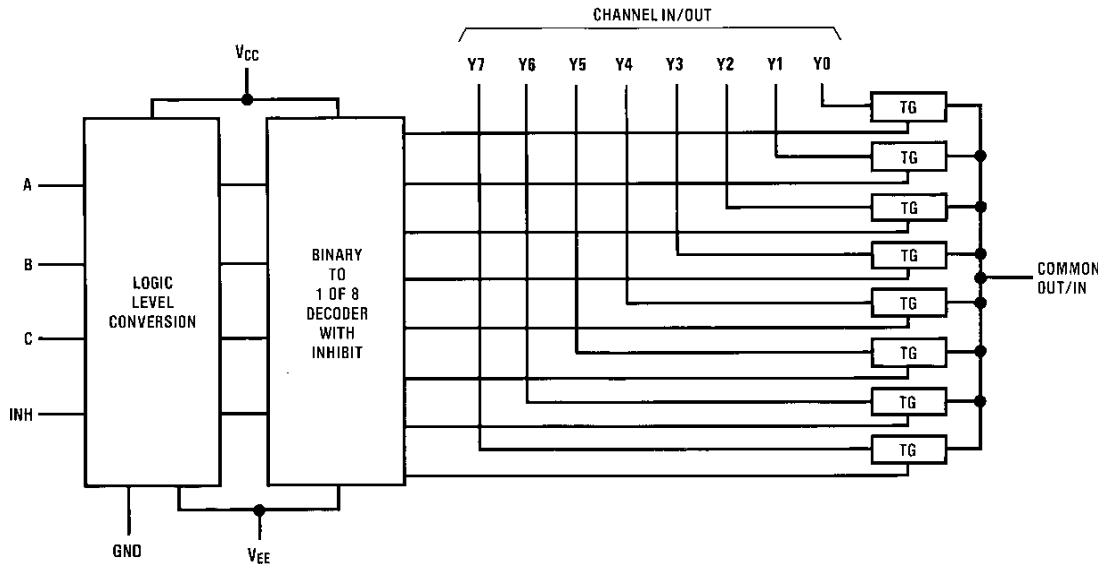 CHANNEL IN/OUT
VCC
Y7 Y6 Y5 Y4 Y3 Y2 Y1 Y0
TG
TG
TG
TG
TG
TG
TG
TG
A
B
C
INH
LOGIC
LEVEL
CONVERSION
BINARY
TO
1 OF 8
DECODER
WITH
INHIBIT
COMMON
OUT/IN
GND
VEE